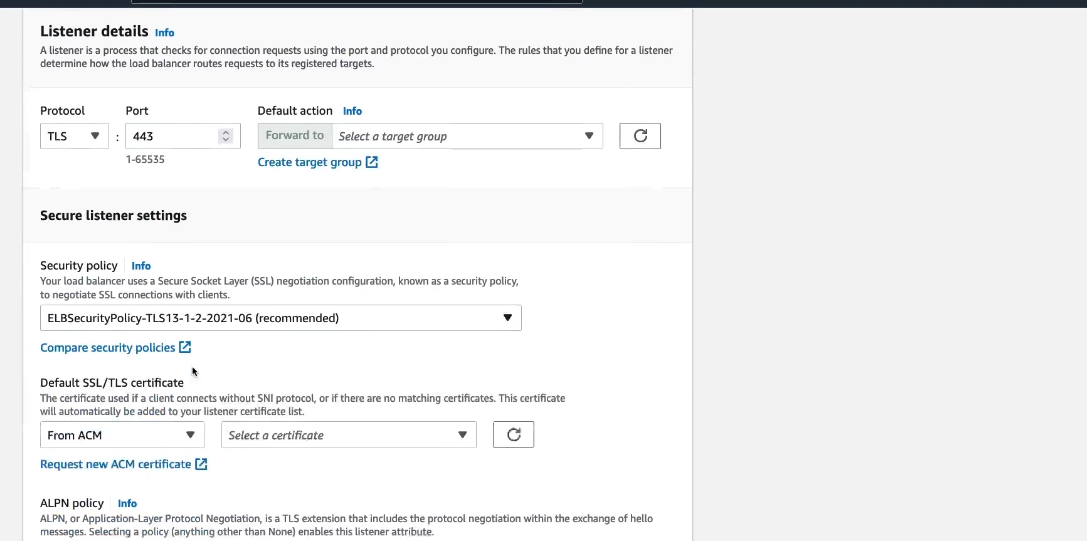 Listener details Info
A listener is a process that checks for connection requests using the port and protocol you configure. The rules that you define for a listener
determine how the load balancer routes requests to its registered targets.
Protocol Port Default action Info
TLS : 443 Forward to Select a target group
1-65535 Create target group
Secure listener settings
Security policy Info
Your load balancer uses a Secure Socket Layer (SSL) negotiation configuration, known as a security policy,
to negotiate SSL connections with clients.
ELBSecurityPolicy-TLS13-1-2-2021-06 (recommended)
Compare security policies
Default SSL/TLS certificate
The certificate used if a client connects without SNI protocol, or if there are no matching certificates. This certificate
will automatically be added to your listener certificate list.
From ACM Select a certificate
Request new ACM certificate
ALPN policy Info
ALPN, or Application-Layer Protocol Negotiation, is a TLS extension that includes the protocol negotiation within the exchange of hello
messages. Selecting a policy (anything other than None) enables this listener attribute.